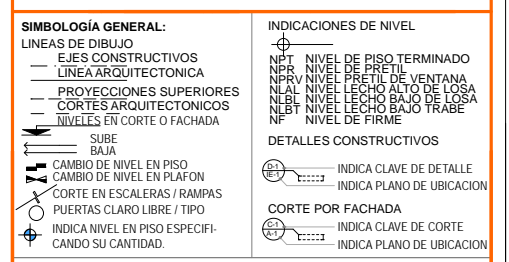 SIMBOLOGÍA GENERAL:
LINEAS DE DIBUJO
EJES CONSTRUCTIVOS
LINEA ARQUITECTONICA
PROYECCIONES SUPERIORES
CORTES ARQUITECTONICOS
NIVELES EN CORTE O FACHADA
SUBE
BAJA
CAMBIO DE NIVEL EN PISO
CAMBIO DE NIVEL EN PLAFON
CORTE EN ESCALERAS / RAMPAS
PUERTAS CLARO LIBRE / TIPO
INDICA NIVEL EN PISO ESPECIFI-
CANDO SU CANTIDAD.
INDICACIONES DE NIVEL
NPT NIVEL DE PISO TERMINADO
NPR NIVEL DE PRETIL
NPRV NIVEL PRETIL DE VENTANA
NLAL NIVEL LECHO ALTO DE LOSA
NLBL NIVEL LECHO BAJO DE LOSA
NLBT NIVEL LECHO BAJO TRABE
NF NIVEL DE FIRME
DETALLES CONSTRUCTIVOS
D-1 INDICA CLAVE DE DETALLE
IE-1 INDICA PLANO DE UBICACION
CORTE POR FACHADA
C-1 INDICA CLAVE DE CORTE
A-1 INDICA PLANO DE UBICACION